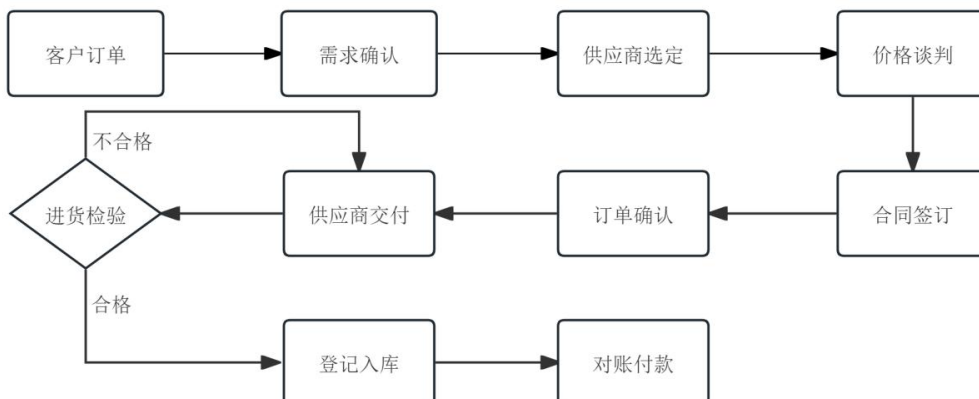 客户订单
需求确认
供应商选定
价格谈判
不合格
进货检验
供应商交付
订单确认
合同签订
合格
登记入库
对账付款